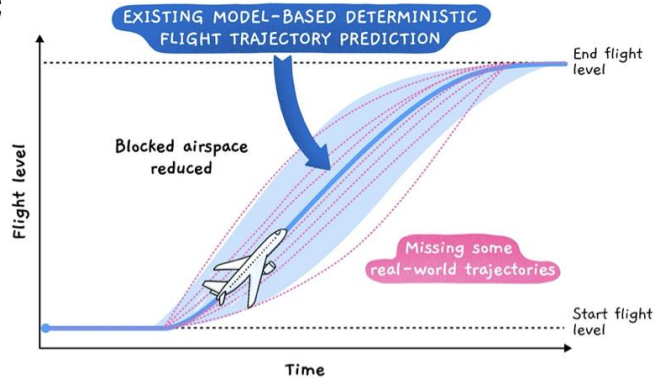 EXISTING MODEL-BASED DETERMINISTIC
FLIGHT TRAJECTORY PREDICTION
End flight
level
Blocked airspace
reduced
Flight level
Missing some
real-world trajectories
Start flight
level
Time